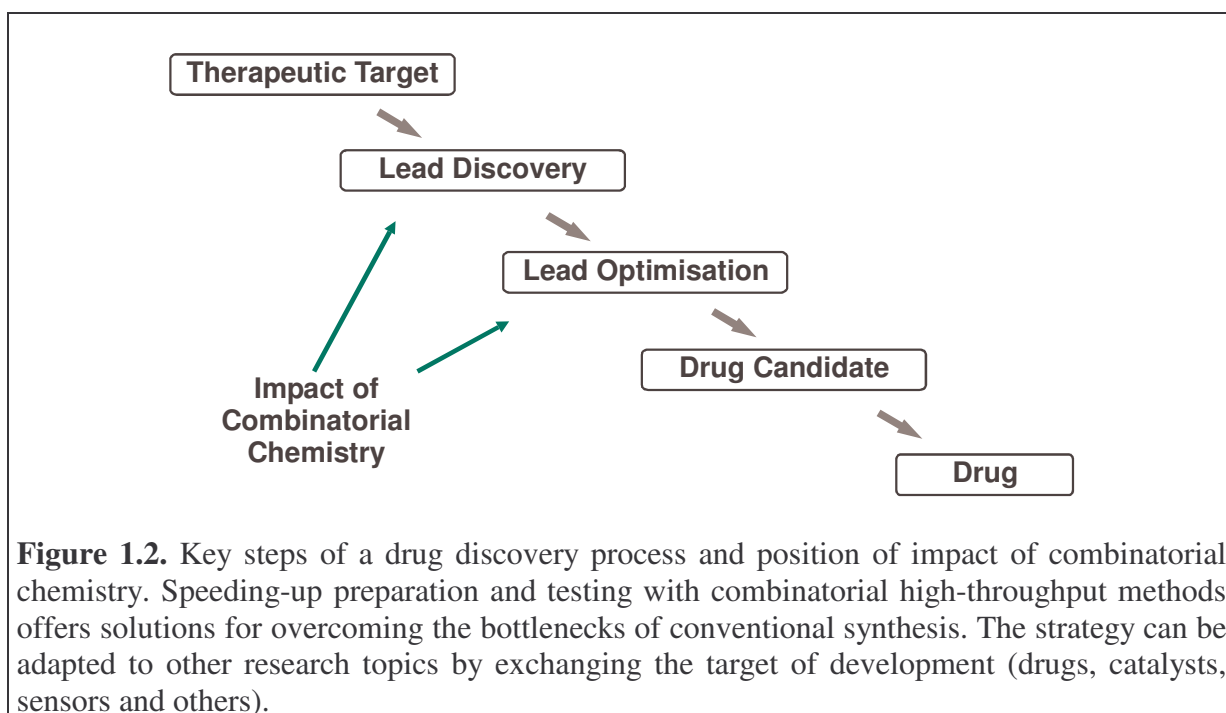 Therapeutic Target
Lead Discovery
Lead Optimisation
Drug Candidate
Impact of
Combinatorial
Chemistry
Drug
Figure 1.2. Key steps of a drug discovery process and position of impact of combinatorial
chemistry. Speeding-up preparation and testing with combinatorial high-throughput methods
offers solutions for overcoming the bottlenecks of conventional synthesis. The strategy can be
adapted to other research topics by exchanging the target of development (drugs, catalysts,
sensors and others).